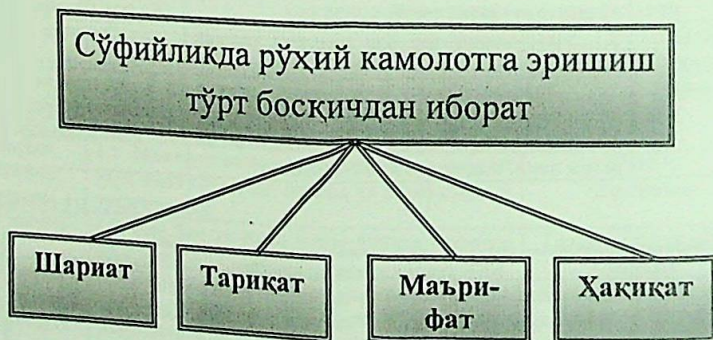 Сўфийликда рўҳий камолотга эришиш
тўрт босқичдан иборат
Шариат
Тариқат
Маъри-
фат
Ҳақиқат